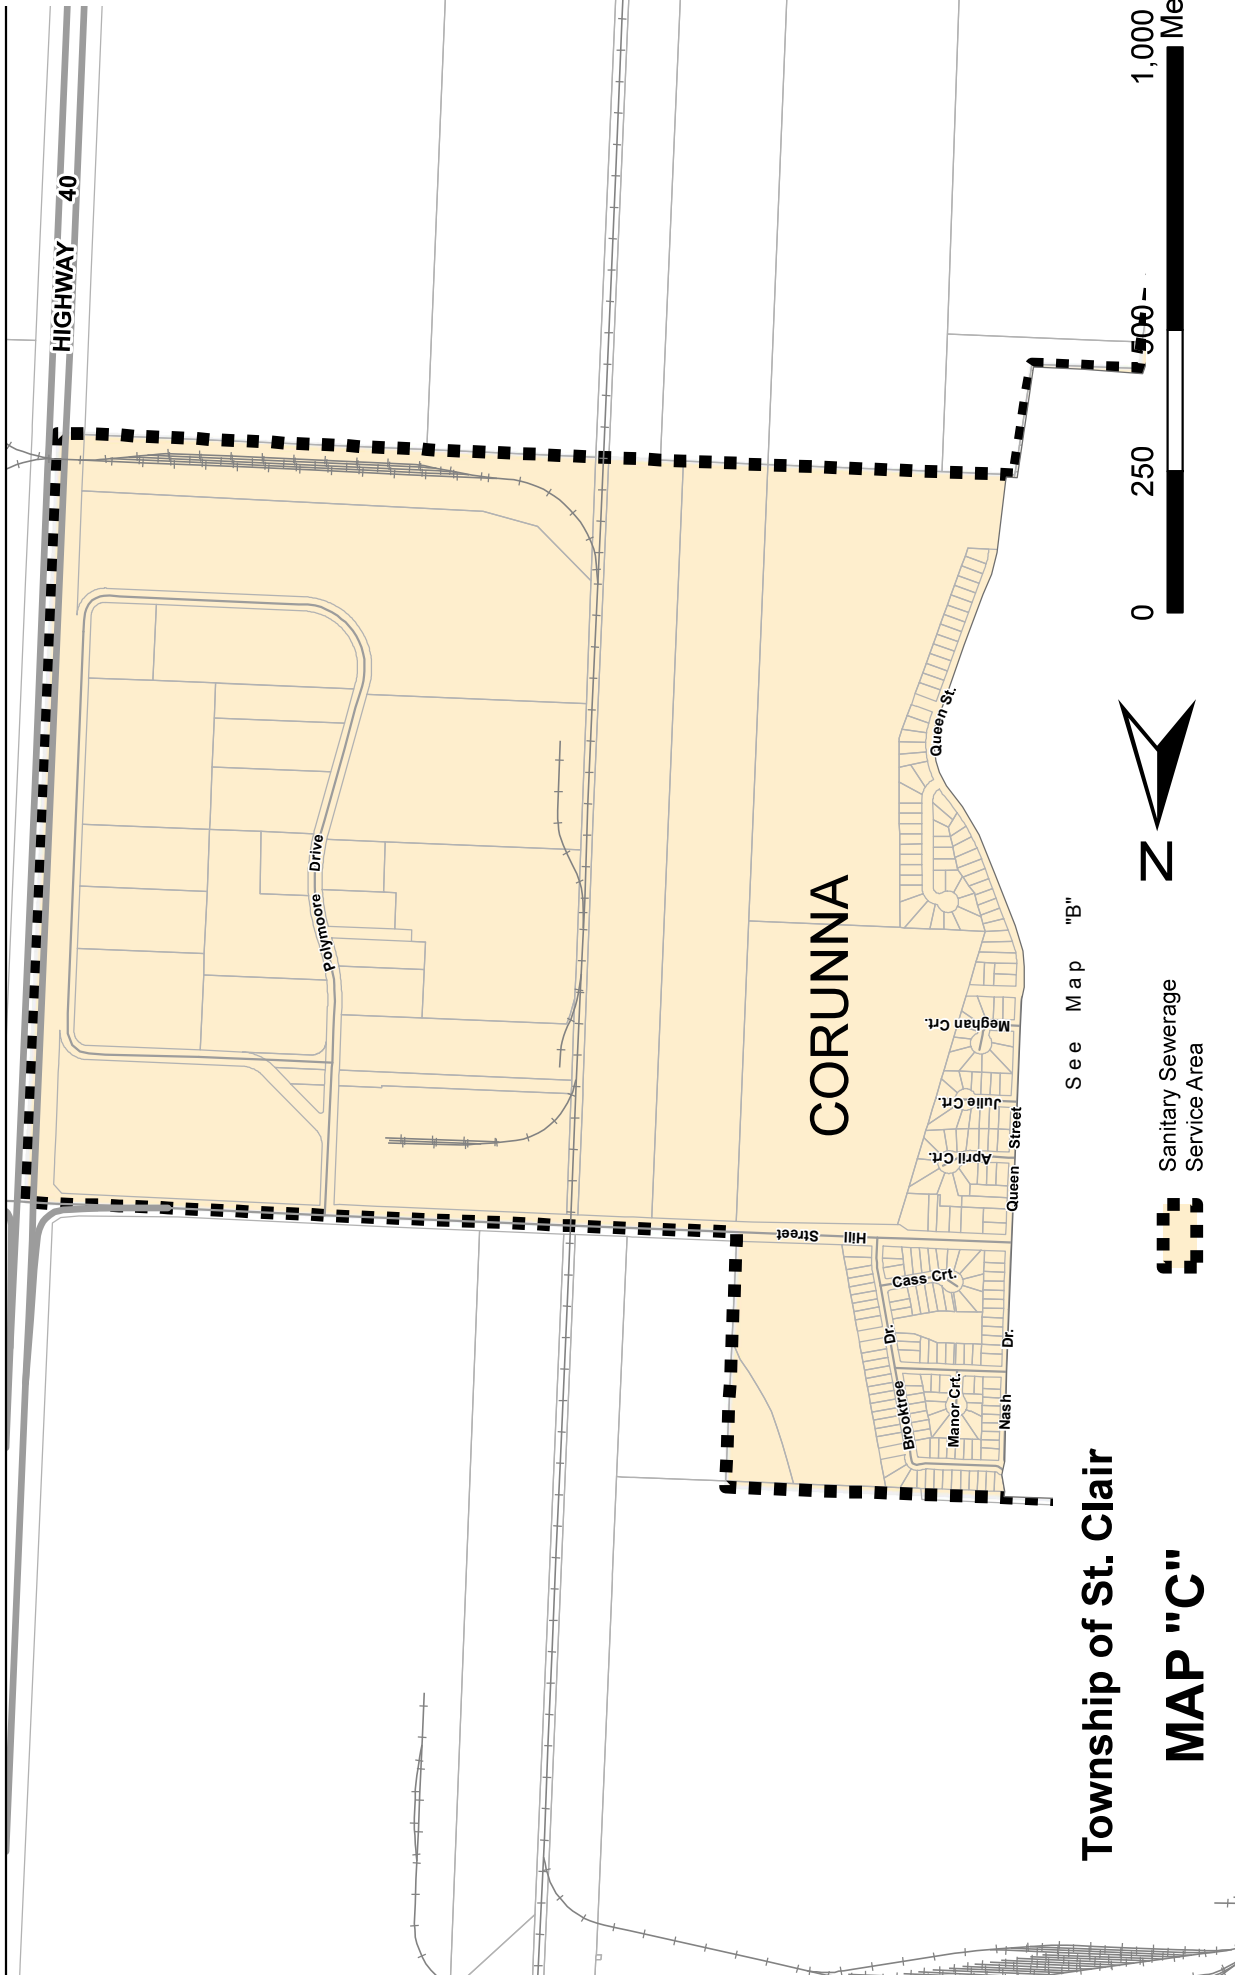 HIGHWAY 40
Polymoore Drive
CORUNNA
Queen St.
Meghan Crt.
Julie Crt.
April Crt.
Queen Street
Hill Street
Cass Crt.
Brooktree Dr.
Manor Crt.
Nash Dr.
See Map "B"
Township of St. Clair
MAP "C"
Sanitary Sewerage
Service Area
N
0 250 500 1,000
Me